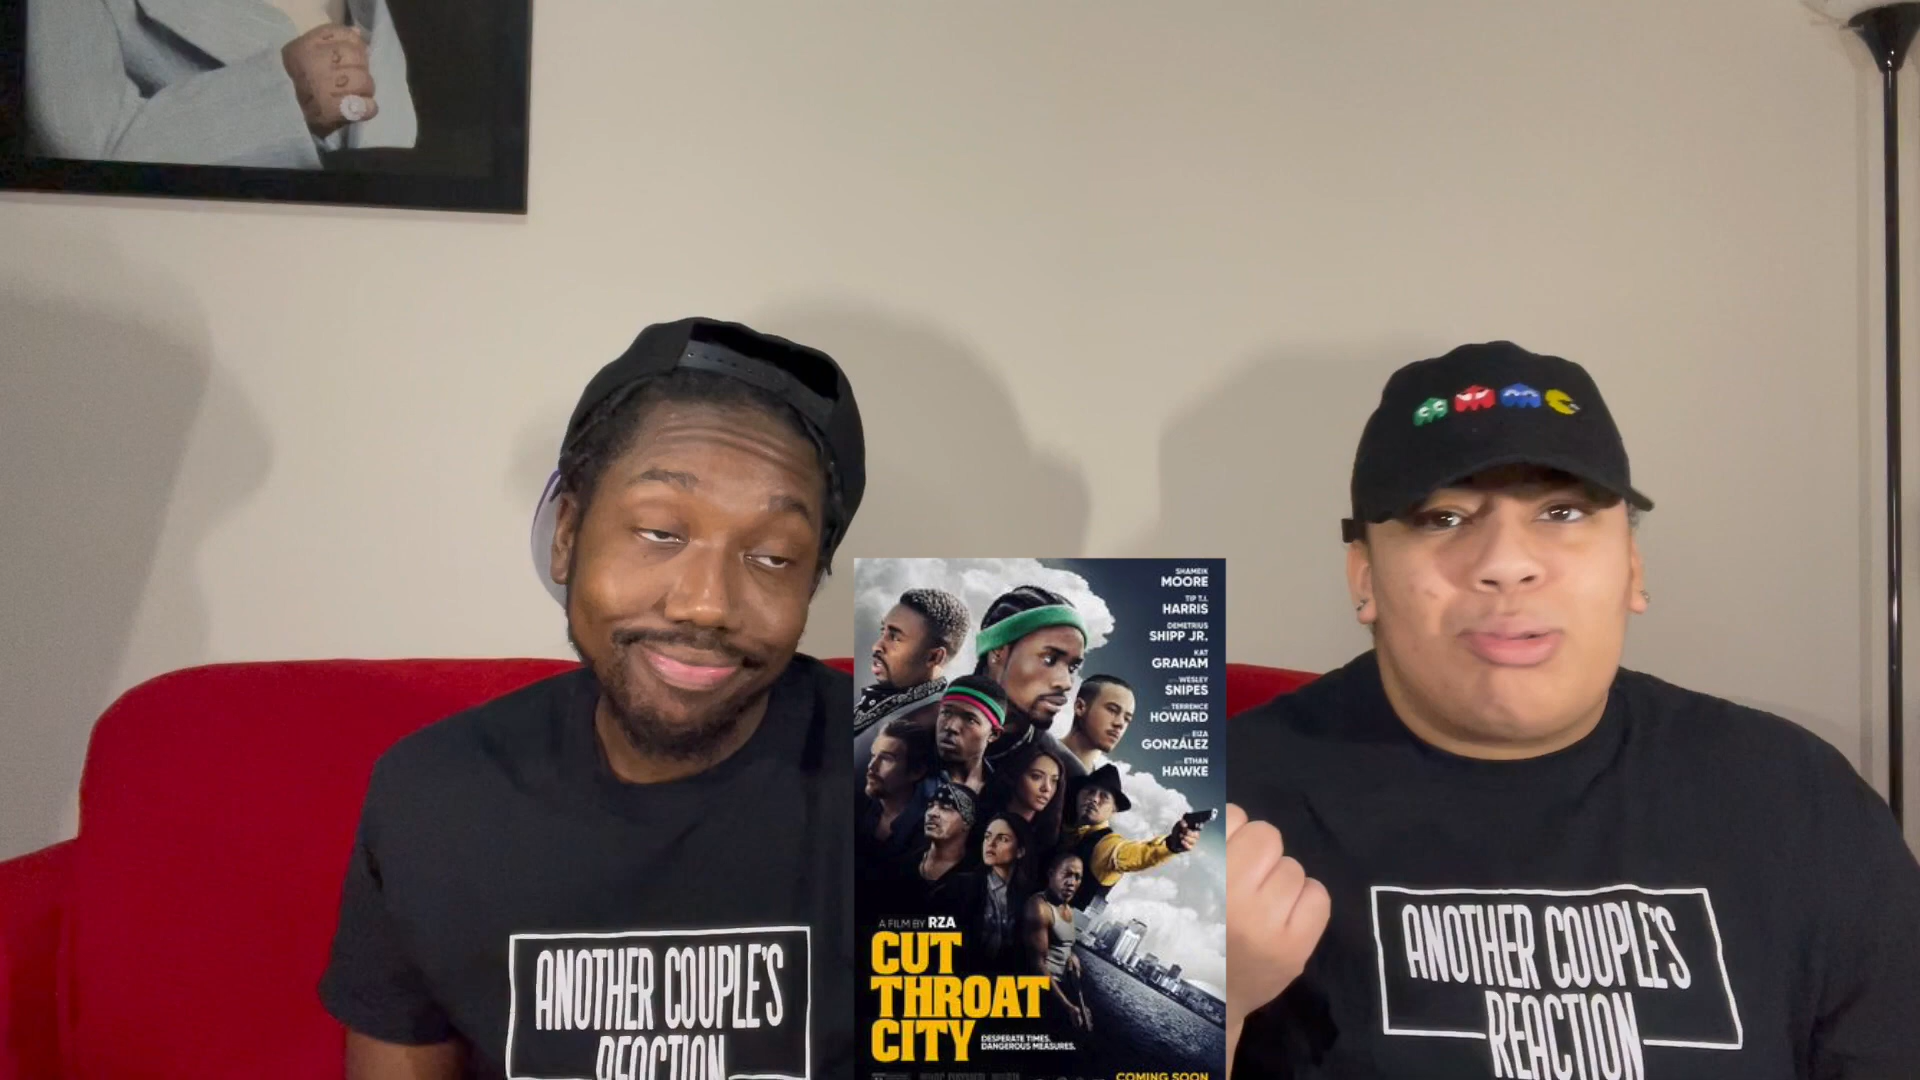 SHAMEIK
MOORE
TIP T.I.
HARRIS
DEMETRIUS
SHIPP JR.
KAT
GRAHAM
WESLEY
SNIPES
TERRENCE
HOWARD
EIZA
GONZÁLEZ
ETHAN
HAWKE
A FILM BY RZA
CUT
THROAT
CITY
DESPERATE TIMES.
DANGEROUS MEASURES.
COMING SOON
ANOTHER COUPLE'S
REACTION
ANOTHER COUPLE'S
REACTION